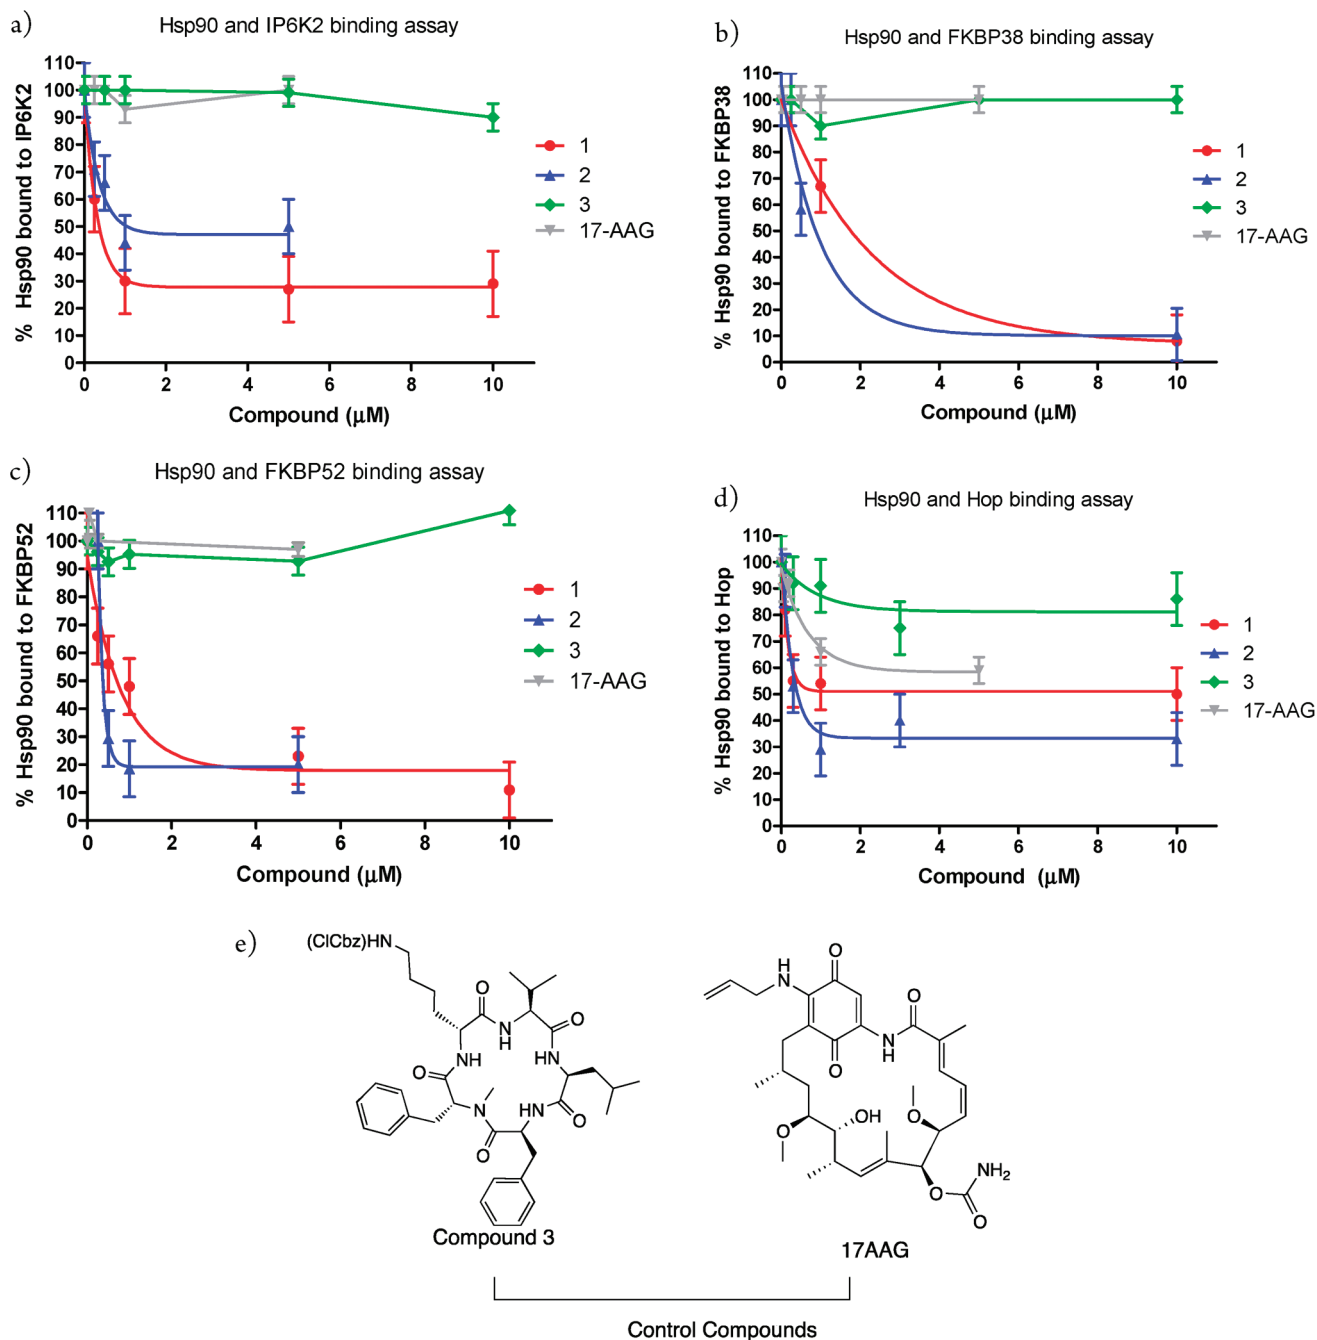 a)
Hsp90 and IP6K2 binding assay
% Hsp90 bound to IP6K2
110
100
90
80
70
60
50
40
30
20
10
0
0 2 4 6 8 10
Compound (μM)
1
2
3
17-AAG
b)
Hsp90 and FKBP38 binding assay
% Hsp90 bound to FKBP38
110
100
90
80
70
60
50
40
30
20
10
0
0 2 4 6 8 10
Compound (μM)
1
2
3
17-AAG
c)
Hsp90 and FKBP52 binding assay
% Hsp90 bound to FKBP52
110
100
90
80
70
60
50
40
30
20
10
0
0 2 4 6 8 10
Compound (μM)
1
2
3
17-AAG
d)
Hsp90 and Hop binding assay
% Hsp90 bound to Hop
110
100
90
80
70
60
50
40
30
20
10
0
0 2 4 6 8 10
Compound (μM)
1
2
3
17-AAG
e)
(ClCbz)HN
O
N
H
O
NH
HN
O
N
HN
O
O
Compound 3
H
N
O
O
O
N
H
O
OH
O
O
NH2
O
17AAG
Control Compounds